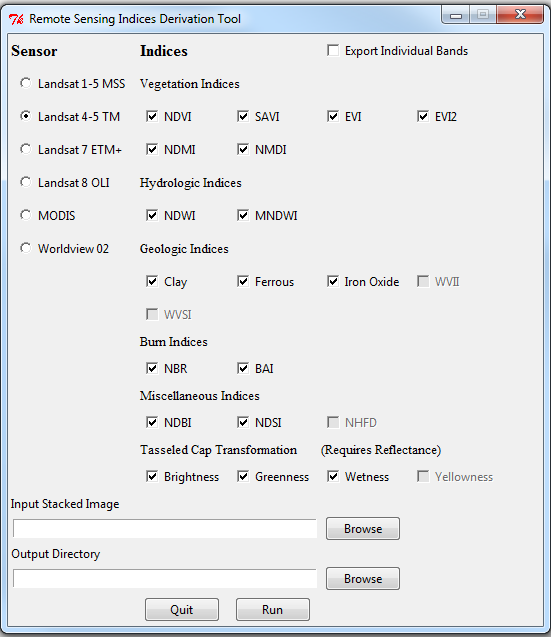 Remote Sensing Indices Derivation Tool
Sensor Indices Export Individual Bands
Landsat 1-5 MSS Vegetation Indices
Landsat 4-5 TM NDVI SAVI EVI EVI2
Landsat 7 ETM+ NDMI NMDI
Landsat 8 OLI Hydrologic Indices
MODIS NDWI MNDWI
Worldview 02 Geologic Indices
Clay Ferrous Iron Oxide WVII
WVSI
Burn Indices
NBR BAI
Miscellaneous Indices
NDBI NDSI NHFD
Tasseled Cap Transformation (Requires Reflectance)
Brightness Greenness Wetness Yellowness
Input Stacked Image
Browse
Output Directory
Browse
Quit Run